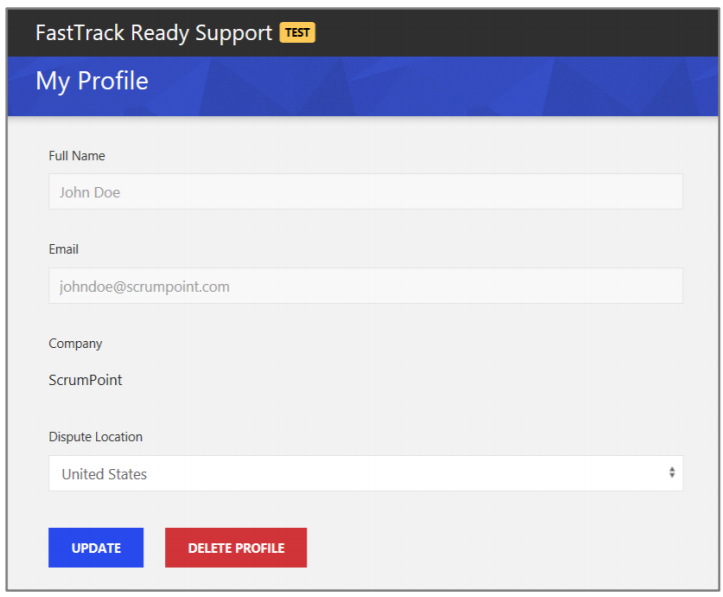 FastTrack Ready Support TEST
My Profile
Full Name
John Doe
Email
johndoe@scrumpoint.com
Company
ScrumPoint
Dispute Location
United States
UPDATE DELETE PROFILE